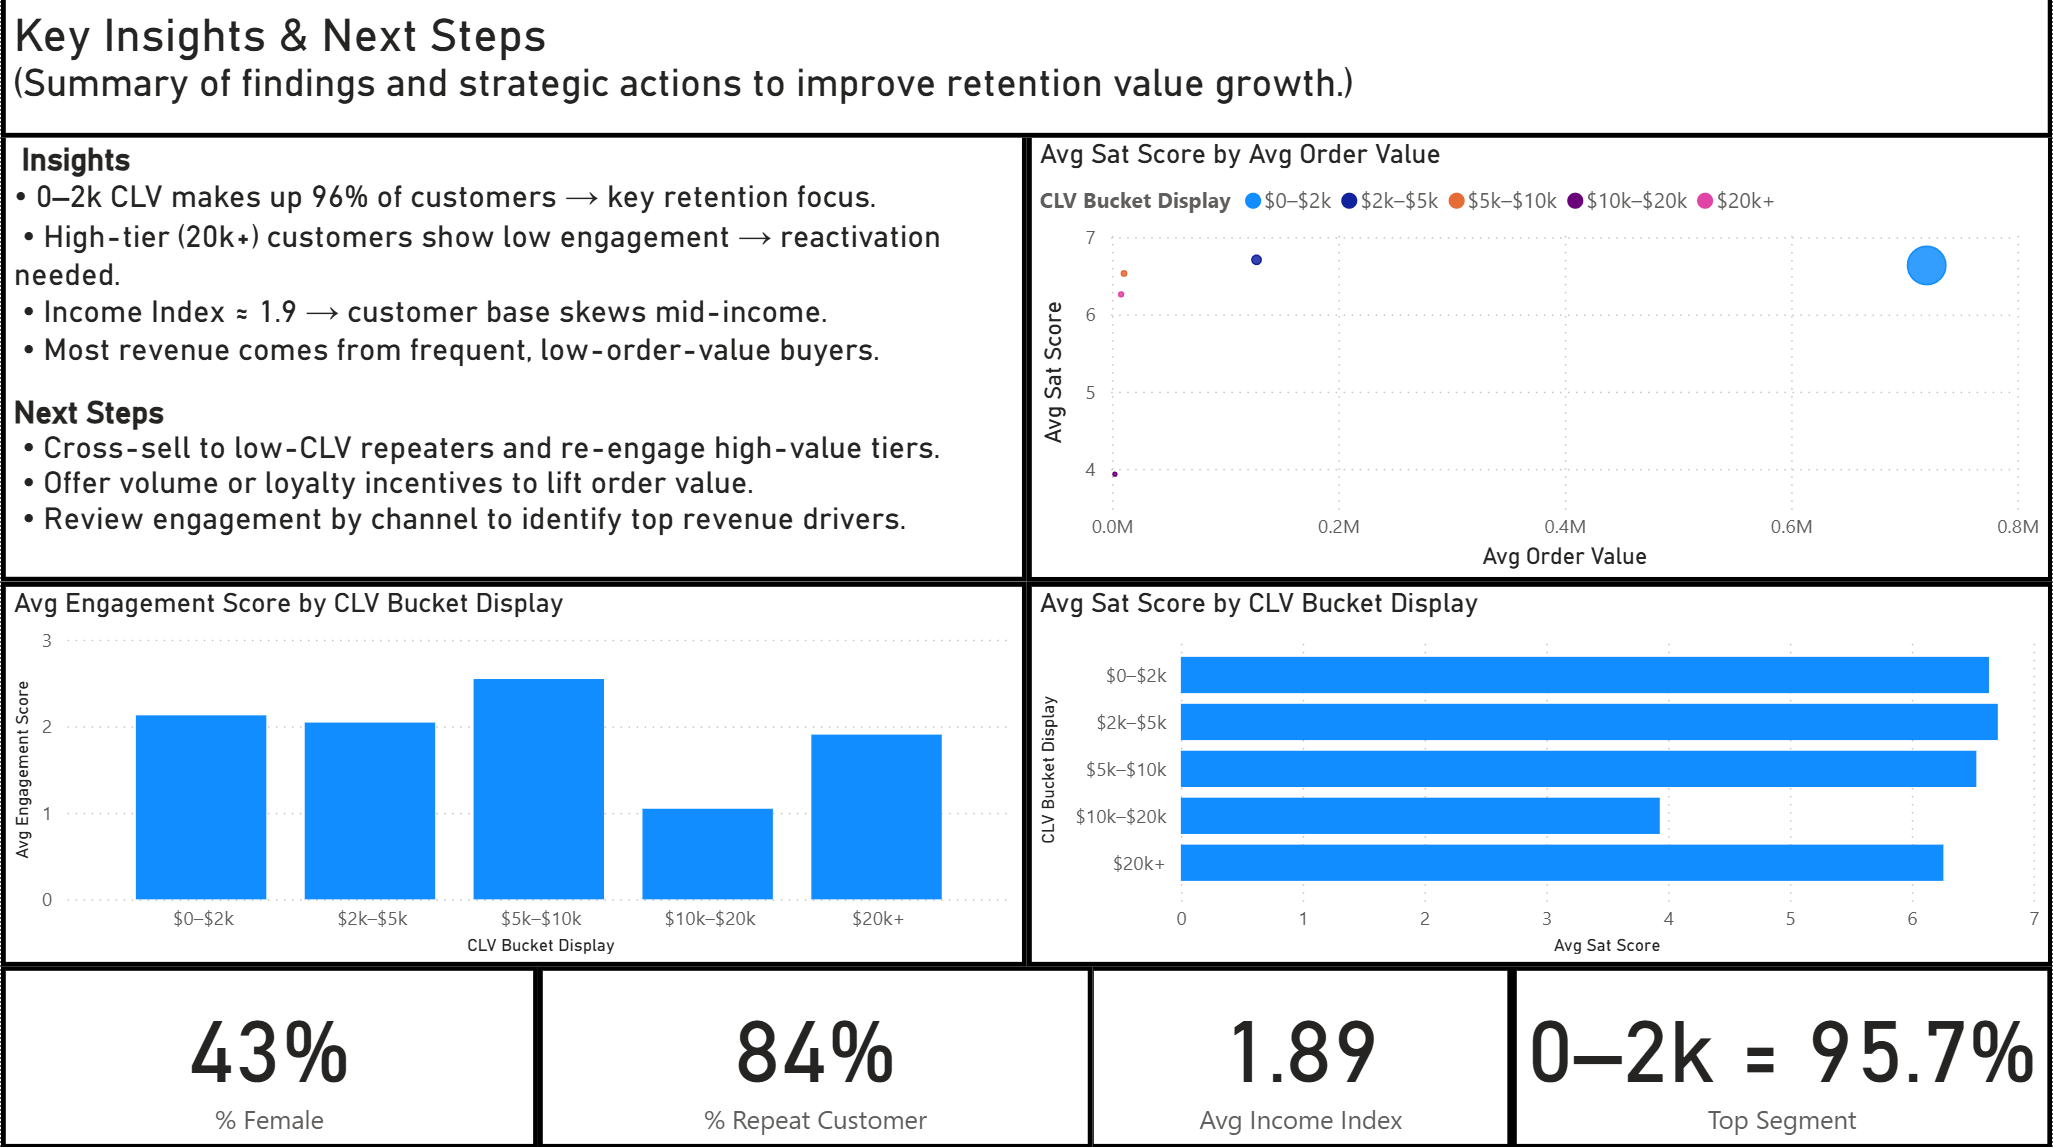 Key Insights & Next Steps
(Summary of findings and strategic actions to improve retention value growth.)
Insights
• 0–2k CLV makes up 96% of customers → key retention focus.
• High-tier (20k+) customers show low engagement → reactivation
needed.
• Income Index ≈ 1.9 → customer base skews mid-income.
• Most revenue comes from frequent, low-order-value buyers.
Next Steps
• Cross-sell to low-CLV repeaters and re-engage high-value tiers.
• Offer volume or loyalty incentives to lift order value.
• Review engagement by channel to identify top revenue drivers.
Avg Sat Score by Avg Order Value
CLV Bucket Display $0–$2k $2k–$5k $5k–$10k $10k–$20k $20k+
Avg Sat Score
7
6
5
4
0.0M 0.2M 0.4M 0.6M 0.8M
Avg Order Value
Avg Engagement Score by CLV Bucket Display
Avg Engagement Score
3
2
1
0
$0–$2k $2k–$5k $5k–$10k $10k–$20k $20k+
CLV Bucket Display
Avg Sat Score by CLV Bucket Display
CLV Bucket Display
$0–$2k
$2k–$5k
$5k–$10k
$10k–$20k
$20k+
0 1 2 3 4 5 6 7
Avg Sat Score
43%
% Female
84%
% Repeat Customer
1.89
Avg Income Index
0–2k = 95.7%
Top Segment